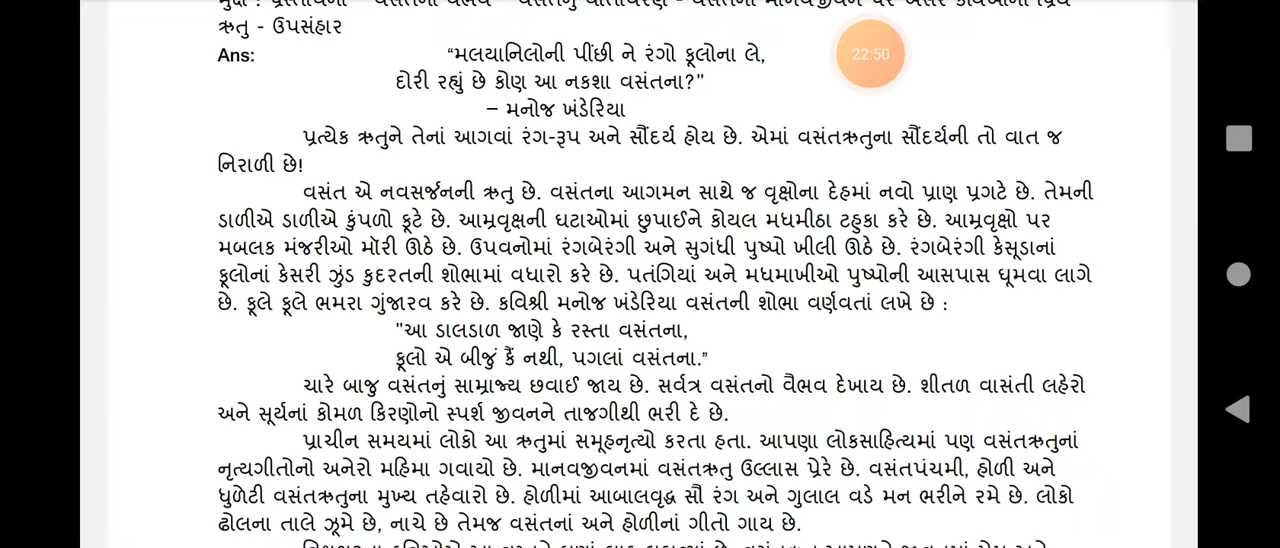 ઋતુ - ઉપસંહાર
Ans: “મલયાનિલોની પીંછી ને રંગો ફૂલોના લે,
22:50
દોરી રહ્યું છે કોણ આ નકશા વસંતના?"
– મનોજ ખંડેરિયા
પ્રત્યેક ઋતુને તેનાં આગવાં રંગ-રૂપ અને સૌંદર્ય હોય છે. એમાં વસંતઋતુના સૌંદર્યની તો વાત જ
નિરાળી છે!
વસંત એ નવસર્જનની ઋતુ છે. વસંતના આગમન સાથે જ વૃક્ષોના દેહમાં નવો પ્રાણ પ્રગટે છે. તેમની
ડાળીએ ડાળીએ કુંપળો ફૂટે છે. આમ્રવૃક્ષની ઘટાઓમાં છુપાઈને કોયલ મધમીઠા ટહુકા કરે છે. આમ્રવૃક્ષો પર
મબલક મંજરીઓ મૉરી ઊઠે છે. ઉપવનોમાં રંગબેરંગી અને સુગંધી પુષ્પો ખીલી ઊઠે છે. રંગબેરંગી કેસૂડાનાં
ફૂલોનાં કેસરી ઝુંડ કુદરતની શોભામાં વધારો કરે છે. પતંગિયાં અને મધમાખીઓ પુષ્પોની આસપાસ ઘૂમવા લાગે
છે. ફૂલે ફૂલે ભમરા ગુંજારવ કરે છે. કવિશ્રી મનોજ ખંડેરિયા વસંતની શોભા વર્ણવતાં લખે છે :
"આ ડાલડાળ જાણે કે રસ્તા વસંતના,
ફૂલો એ બીજું કૈં નથી, પગલાં વસંતના.”
ચારે બાજુ વસંતનું સામ્રાજ્ય છવાઈ જાય છે. સર્વત્ર વસંતનો વૈભવ દેખાય છે. શીતળ વાસંતી લહેરો
અને સૂર્યનાં કોમળ કિરણોનો સ્પર્શ જીવનને તાજગીથી ભરી દે છે.
પ્રાચીન સમયમાં લોકો આ ઋતુમાં સમૂહનૃત્યો કરતા હતા. આપણા લોકસાહિત્યમાં પણ વસંતઋતુનાં
નૃત્યગીતોનો અનેરો મહિમા ગવાયો છે. માનવજીવનમાં વસંતઋતુ ઉલ્લાસ પ્રેરે છે. વસંતપંચમી, હોળી અને
ધુળેટી વસંતઋતુના મુખ્ય તહેવારો છે. હોળીમાં આબાલવૃદ્ધ સૌ રંગ અને ગુલાલ વડે મન ભરીને રમે છે. લોકો
ઢોલના તાલે ઝૂમે છે, નાચે છે તેમજ વસંતનાં અને હોળીનાં ગીતો ગાય છે.